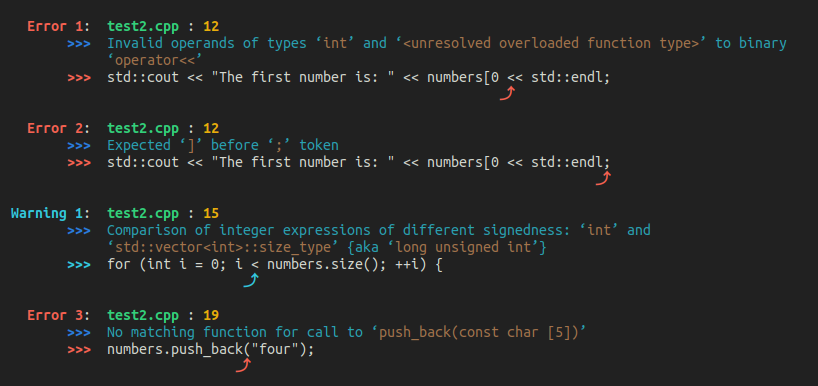 Error 1: test2.cpp : 12
>>> Invalid operands of types ‘int’ and ‘<unresolved overloaded function type>’ to binary
‘operator<<’
>>> std::cout << "The first number is: " << numbers[0 << std::endl;
Error 2: test2.cpp : 12
>>> Expected ‘]’ before ‘;’ token
>>> std::cout << "The first number is: " << numbers[0 << std::endl;
Warning 1: test2.cpp : 15
>>> Comparison of integer expressions of different signedness: ‘int’ and
‘std::vector<int>::size_type’ {aka ‘long unsigned int’}
>>> for (int i = 0; i < numbers.size(); ++i) {
Error 3: test2.cpp : 19
>>> No matching function for call to ‘push_back(const char [5])’
>>> numbers.push_back("four");